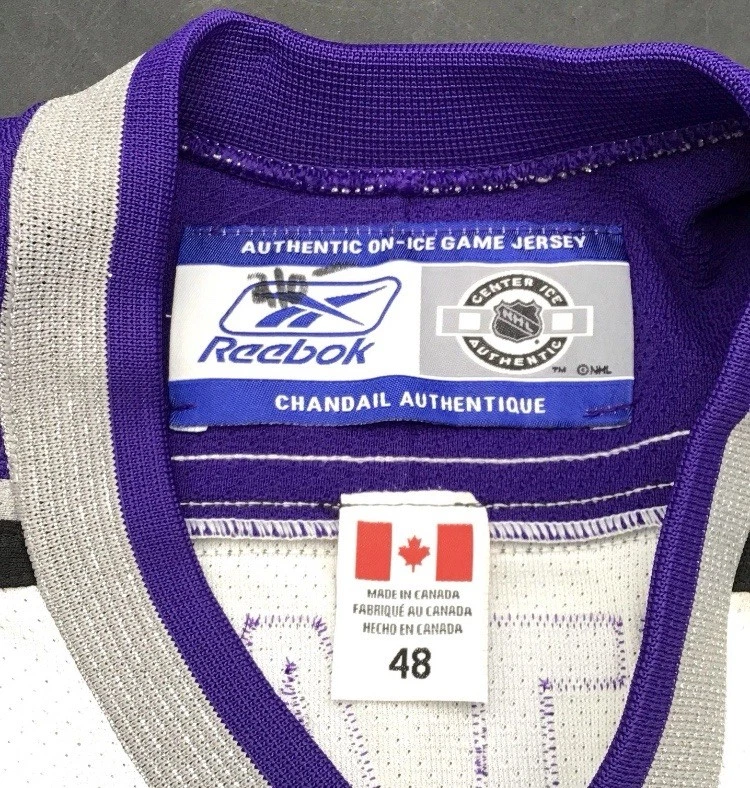 AUTHENTIC ON-ICE GAME JERSEY
Reebok
CENTER ICE
NHL
AUTHENTIC
TM ©NHL
CHANDAIL AUTHENTIQUE
MADE IN CANADA
FABRIQUÉ AU CANADA
HECHO EN CANADA
48